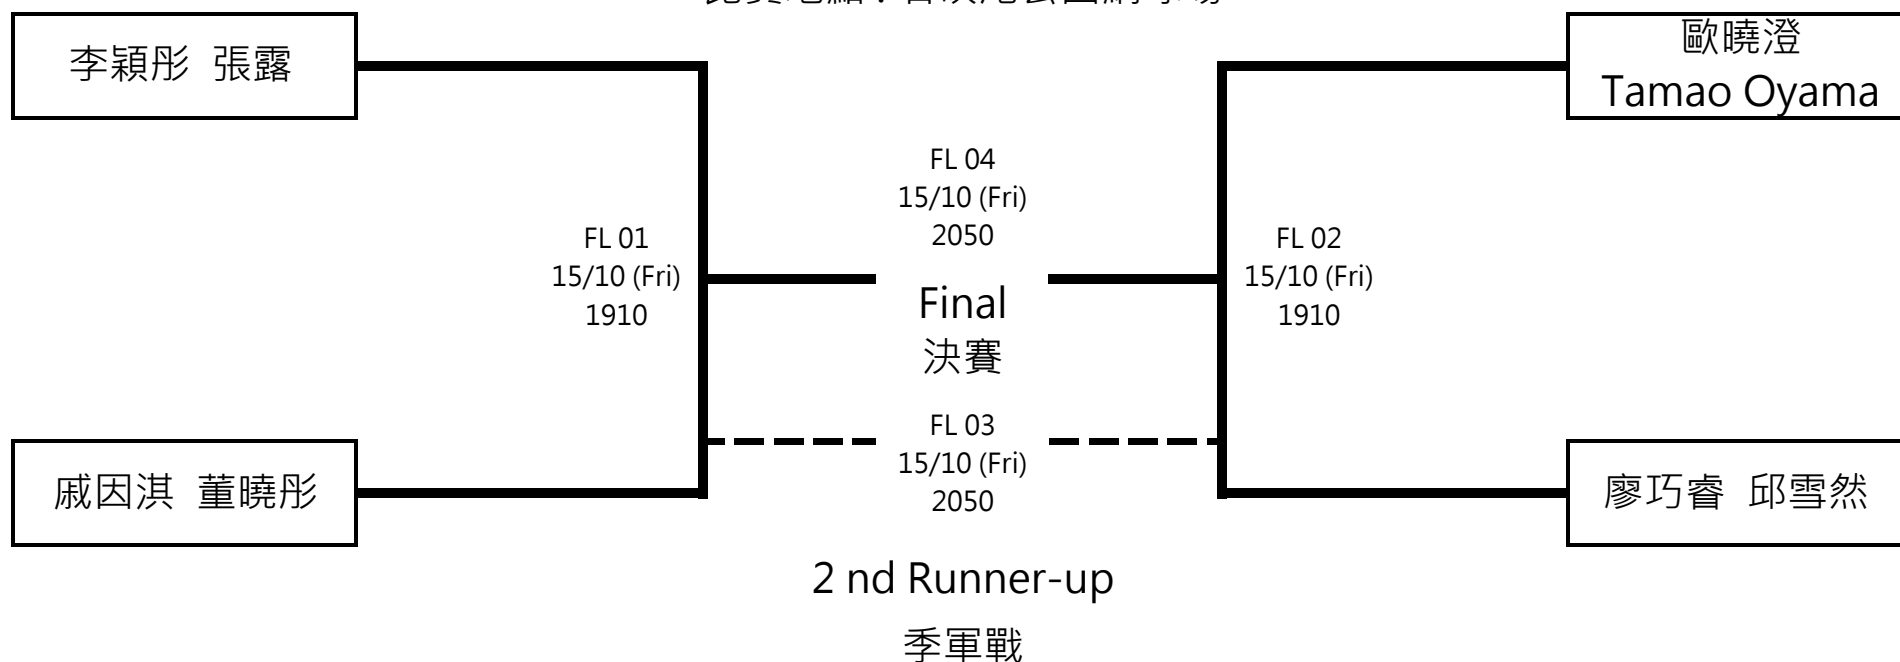 李穎彤 張露
歐曉澄
Tamao Oyama
FL 04
15/10 (Fri)
2050
FL 01
15/10 (Fri)
1910
FL 02
15/10 (Fri)
1910
Final
決賽
FL 03
15/10 (Fri)
2050
戚因淇 董曉彤
廖巧睿 邱雪然
2 nd Runner-up
季軍戰